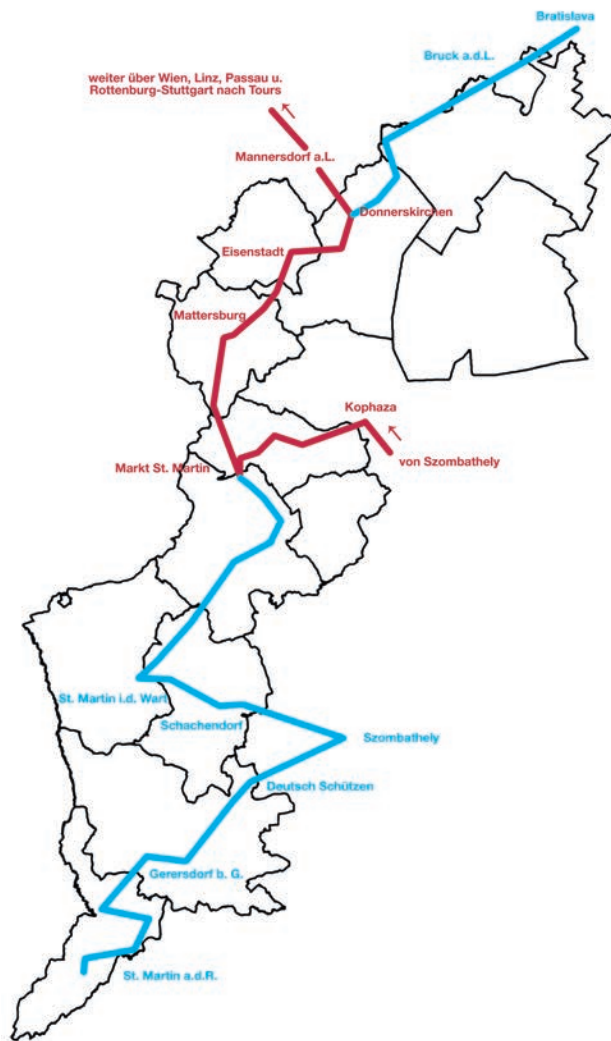 Bratislava
Bruck a.d.L.
weiter über Wien, Linz, Passau u.
Rottenburg-Stuttgart nach Tours
Mannersdorf a.L.
Donnerskirchen
Eisenstadt
Mattersburg
Kophaza
Markt St. Martin
von Szombathely
St. Martin i.d. Wart
Schachendorf
Szombathely
Deutsch Schützen
Gerersdorf b. G.
St. Martin a.d.R.